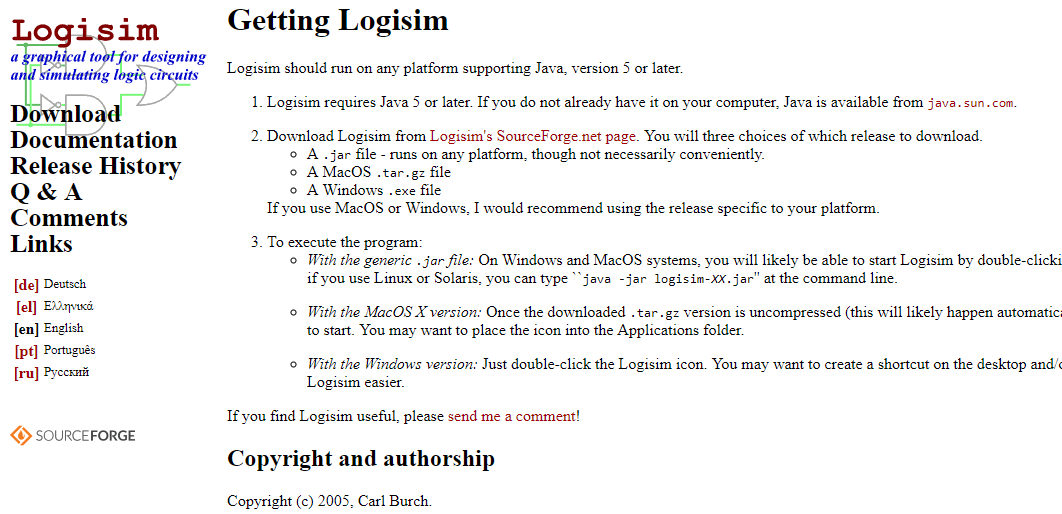 Logisim
a graphical tool for designing
and simulating logic circuits
Download
Documentation
Release History
Q & A
Comments
Links
[de] Deutsch
[el] Ελληνικά
[en] English
[pt] Português
[ru] Русский
SOURCEFORGE
Getting Logisim
Logisim should run on any platform supporting Java, version 5 or later.
1. Logisim requires Java 5 or later. If you do not already have it on your computer, Java is available from java.sun.com.
2. Download Logisim from Logisim's SourceForge.net page. You will three choices of which release to download.
◦ A .jar file - runs on any platform, though not necessarily conveniently.
◦ A MacOS .tar.gz file
◦ A Windows .exe file
If you use MacOS or Windows, I would recommend using the release specific to your platform.
3. To execute the program:
◦ With the generic .jar file: On Windows and MacOS systems, you will likely be able to start Logisim by double-clicki
if you use Linux or Solaris, you can type ``java -jar logisim-XX.jar'' at the command line.
◦ With the MacOS X version: Once the downloaded .tar.gz version is uncompressed (this will likely happen automatica
to start. You may want to place the icon into the Applications folder.
◦ With the Windows version: Just double-click the Logisim icon. You may want to create a shortcut on the desktop and/
Logisim easier.
If you find Logisim useful, please send me a comment!
Copyright and authorship
Copyright (c) 2005, Carl Burch.